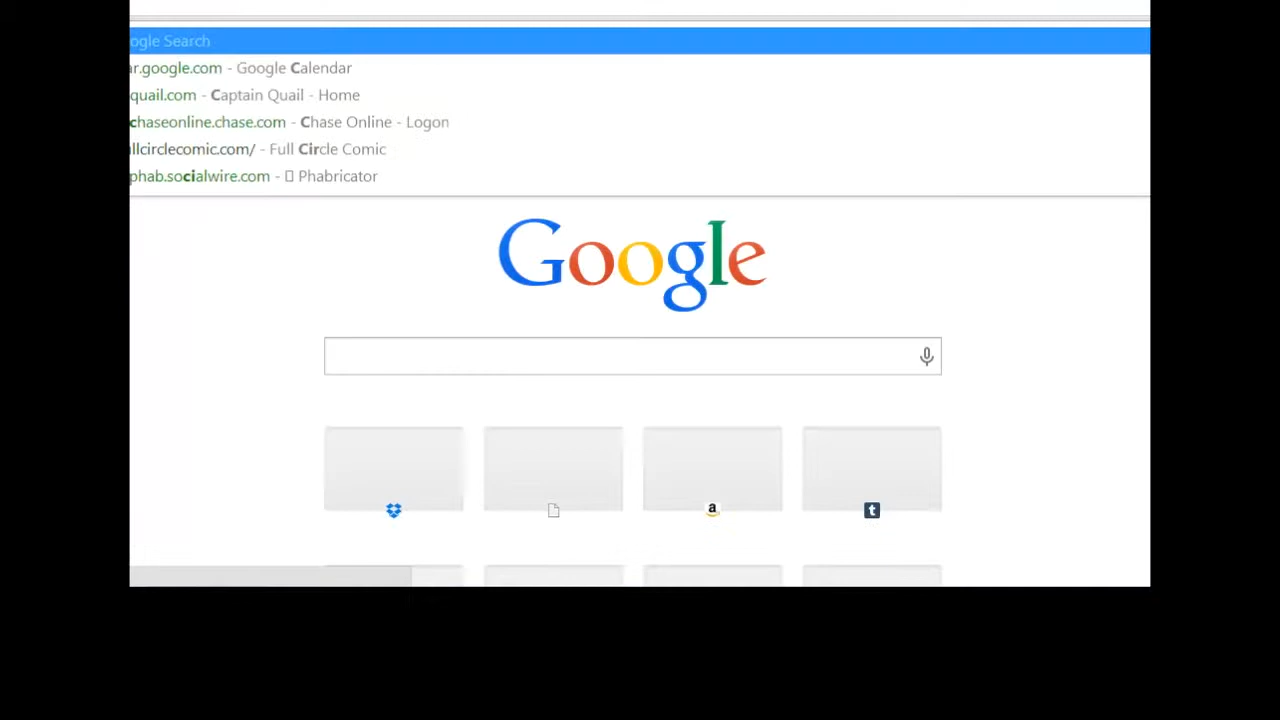 ogle Search
ar.google.com - Google Calendar
quail.com - Captain Quail - Home
chaseonline.chase.com - Chase Online - Logon
llcirclecomic.com/ - Full Circle Comic
phab.socialwire.com - Phabricator
Google
a
t